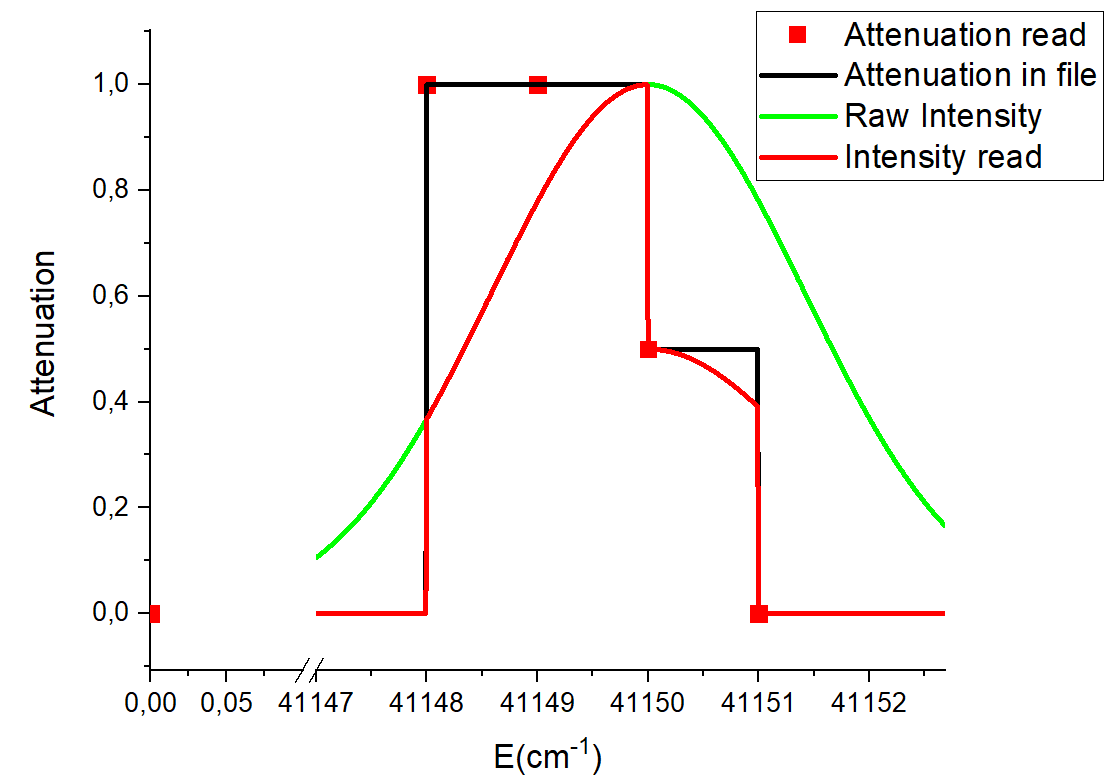 Attenuation read
Attenuation in file
Raw Intensity
Intensity read
Attenuation
1,0
0,8
0,6
0,4
0,2
0,0
0,00 0,05 41147 41148 41149 41150 41151 41152
E(cm⁻¹)